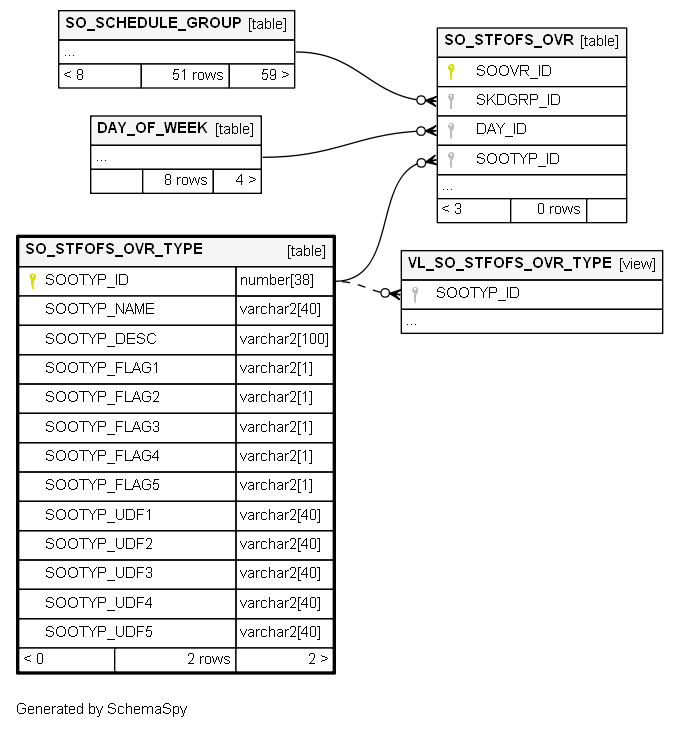 SO_SCHEDULE_GROUP [table]
...
< 8 51 rows 59 >
DAY_OF_WEEK [table]
...
8 rows 4 >
SO_STFOFS_OVR [table]
SOOVR_ID
SKDGRP_ID
DAY_ID
SOOTYP_ID
...
< 3 0 rows
SO_STFOFS_OVR_TYPE [table]
SOOTYP_ID number[38]
SOOTYP_NAME varchar2[40]
SOOTYP_DESC varchar2[100]
SOOTYP_FLAG1 varchar2[1]
SOOTYP_FLAG2 varchar2[1]
SOOTYP_FLAG3 varchar2[1]
SOOTYP_FLAG4 varchar2[1]
SOOTYP_FLAG5 varchar2[1]
SOOTYP_UDF1 varchar2[40]
SOOTYP_UDF2 varchar2[40]
SOOTYP_UDF3 varchar2[40]
SOOTYP_UDF4 varchar2[40]
SOOTYP_UDF5 varchar2[40]
< 0 2 rows 2 >
VL_SO_STFOFS_OVR_TYPE [view]
SOOTYP_ID
...
Generated by SchemaSpy